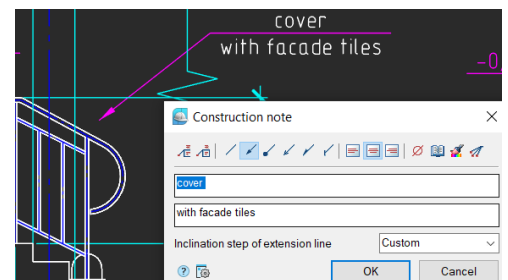 cover
with facade tiles
-0,
Construction note
cover
with facade tiles
Inclination step of extension line
Custom
OK
Cancel